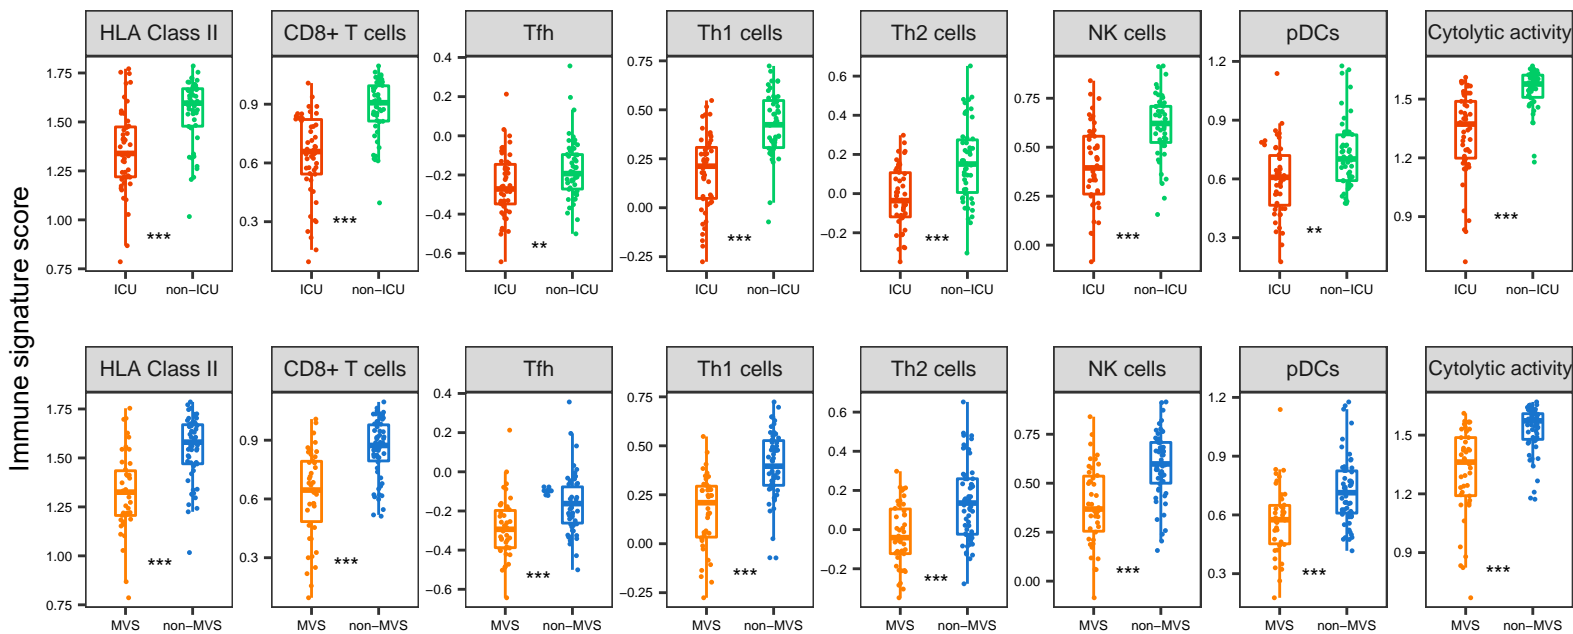 Immune signature score
HLA Class II CD8+ T cells Tfh Th1 cells Th2 cells NK cells pDCs Cytolytic activity
1.75 1.50 1.25 1.00 0.75
0.9 0.6 0.3
0.4 0.2 0.0 −0.2 −0.4 −0.6
0.75 0.50 0.25 0.00 −0.25
0.6 0.4 0.2 0.0 −0.2
0.75 0.50 0.25 0.00
1.2 0.9 0.6 0.3
1.5 1.2 0.9
*** *** ** *** *** *** ** ***
ICU non−ICU ICU non−ICU ICU non−ICU ICU non−ICU ICU non−ICU ICU non−ICU ICU non−ICU ICU non−ICU
HLA Class II CD8+ T cells Tfh Th1 cells Th2 cells NK cells pDCs Cytolytic activity
1.75 1.50 1.25 1.00 0.75
0.9 0.6 0.3
0.4 0.2 0.0 −0.2 −0.4 −0.6
0.75 0.50 0.25 0.00 −0.25
0.6 0.4 0.2 0.0 −0.2
0.75 0.50 0.25 0.00
1.2 0.9 0.6 0.3
1.5 1.2 0.9
*** *** *** *** *** *** *** ***
MVS non−MVS MVS non−MVS MVS non−MVS MVS non−MVS MVS non−MVS MVS non−MVS MVS non−MVS MVS non−MVS